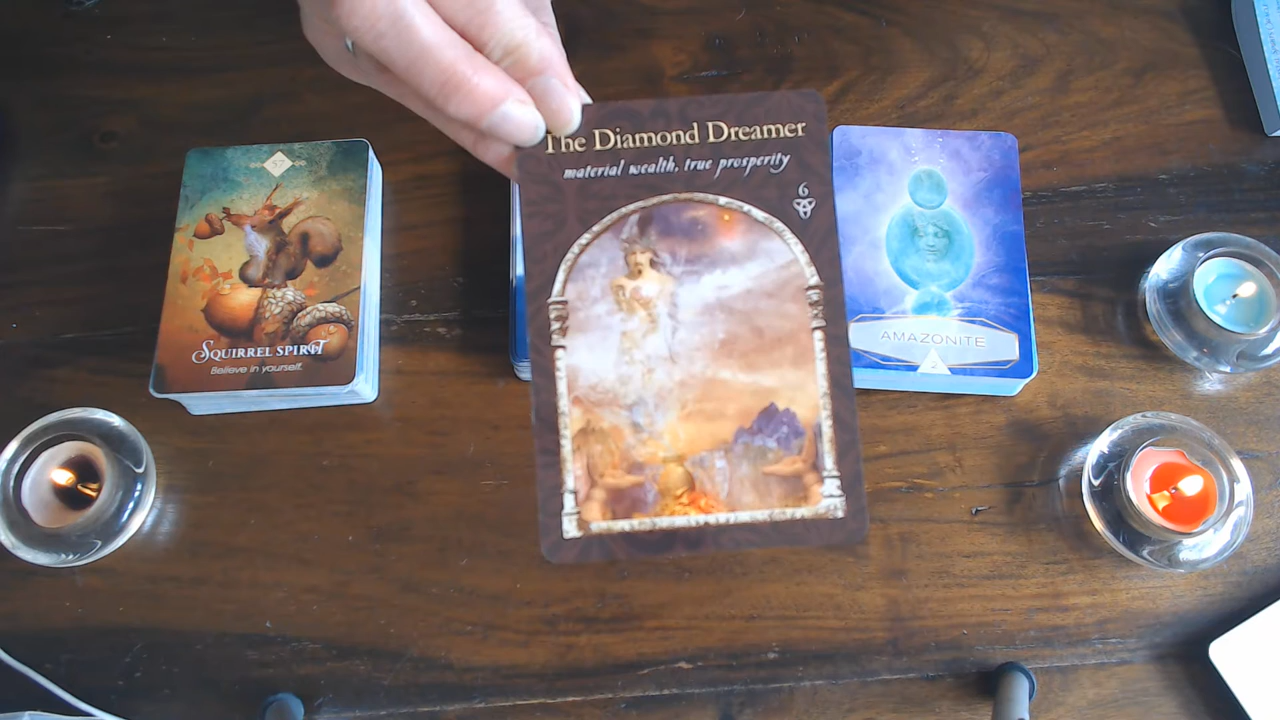 57
Squirrel Spirit
Believe in yourself.
The Diamond Dreamer
material wealth, true prosperity
6
AMAZONITE
2